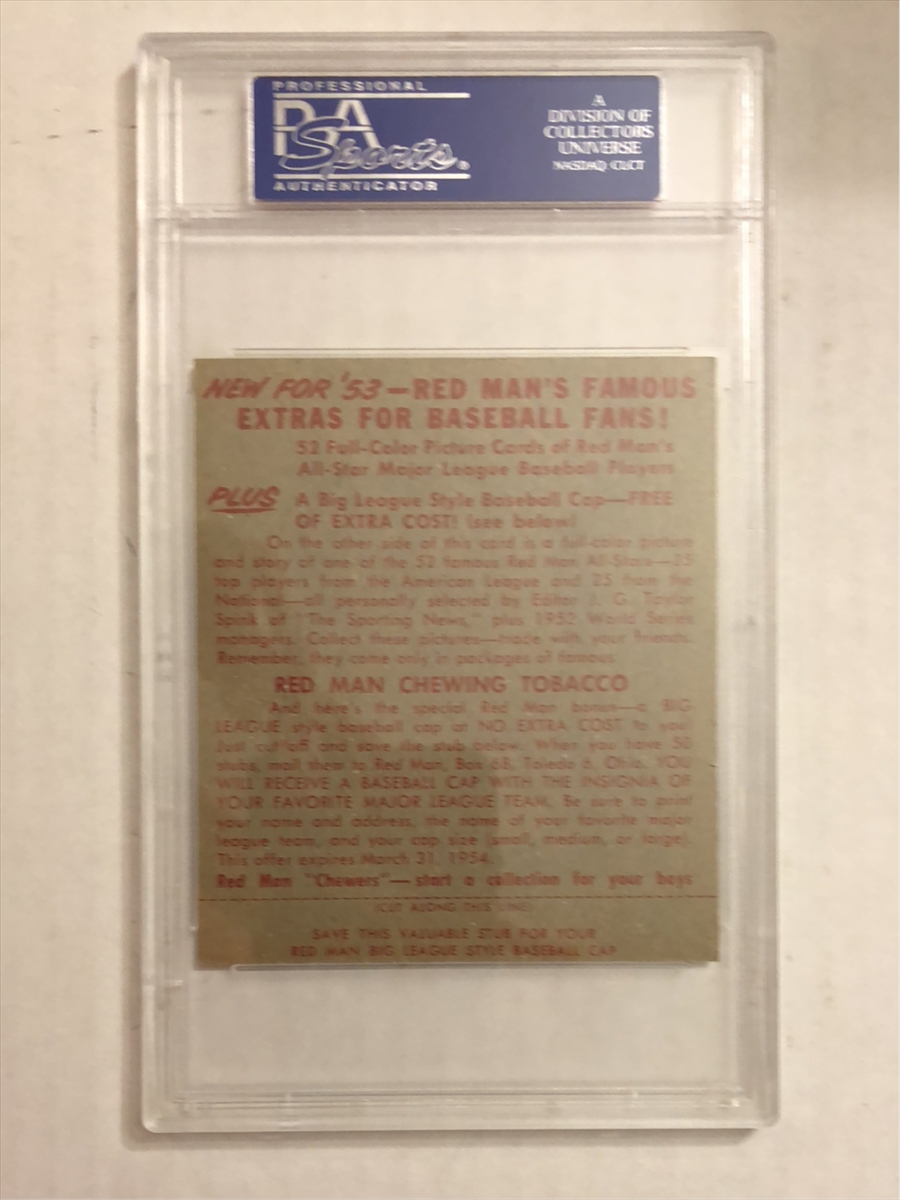 PROFESSIONAL
PSA
Sports
AUTHENTICATOR
A
DIVISION OF
COLLECTORS
UNIVERSE
NASDAQ: CLCT
NEW FOR '53—RED MAN'S FAMOUS
EXTRAS FOR BASEBALL FANS!
52 Full-Color Picture Cards of Red Man's
All-Star Major League Baseball Players
PLUS A Big League Style Baseball Cap—FREE
OF EXTRA COST! (see below)
On the other side of this card is a full-color picture
and story of one of the 52 famous Red Man All-Stars—25
top players from the American League and 25 from the
National—all personally selected by Editor J. G. Taylor
Spink of "The Sporting News," plus 1952 World Series
managers. Collect these pictures—trade with your friends.
Remember, they come only in packages of famous
RED MAN CHEWING TOBACCO
And here's the special Red Man bonus—a BIG
LEAGUE style baseball cap at NO EXTRA COST to you!
Just cut off and save the stub below. When you have 50
stubs, mail them to Red Man, Box 68, Toledo 6, Ohio. YOU
WILL RECEIVE A BASEBALL CAP WITH THE INSIGNIA OF
YOUR FAVORITE MAJOR LEAGUE TEAM. Be sure to print
your name and address, the name of your favorite major
league team, and your cap size (small, medium, or large).
This offer expires March 31, 1954.
Red Man "Chewers"—start a collection for your boys
(CUT ALONG THIS LINE)
SAVE THIS VALUABLE STUB FOR YOUR
RED MAN BIG LEAGUE STYLE BASEBALL CAP